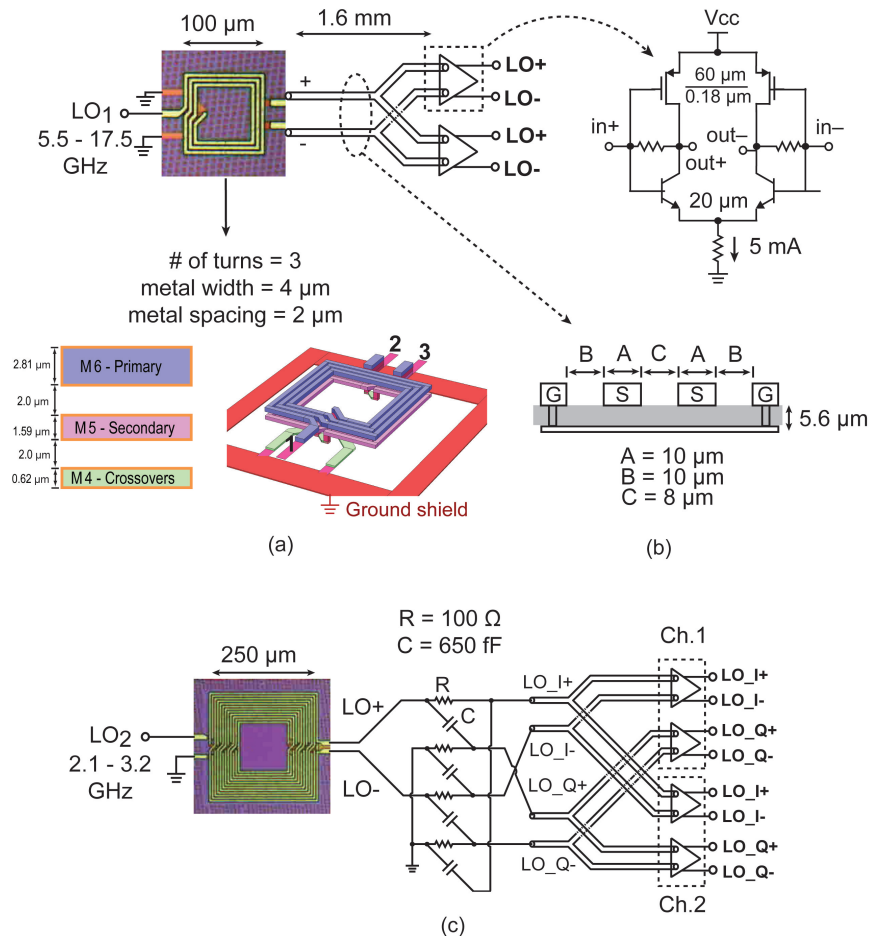 100 µm
1.6 mm
Vcc
LO+
60 µm
0.18 µm
+
LO-
LO1
in+
out–
in–
5.5 - 17.5
GHz
-
LO+
out+
LO-
20 µm
5 mA
# of turns = 3
metal width = 4 µm
metal spacing = 2 µm
2
3
B A C A B
2.81 µm
M6 - Primary
G S S G
2.0 µm
5.6 µm
1.59 µm
M5 - Secondary
1
A = 10 µm
2.0 µm
B = 10 µm
0.62 µm
M4 - Crossovers
C = 8 µm
Ground shield
(a)
(b)
R = 100 Ω
C = 650 fF
Ch.1
250 µm
R
LO_I+
LO_I+
LO+
C
LO_I-
LO2
LO_I-
LO_Q+
2.1 - 3.2
GHz
LO_Q-
LO_Q+
LO-
LO_I+
LO_I-
LO_Q+
LO_Q-
LO_Q-
Ch.2
(c)